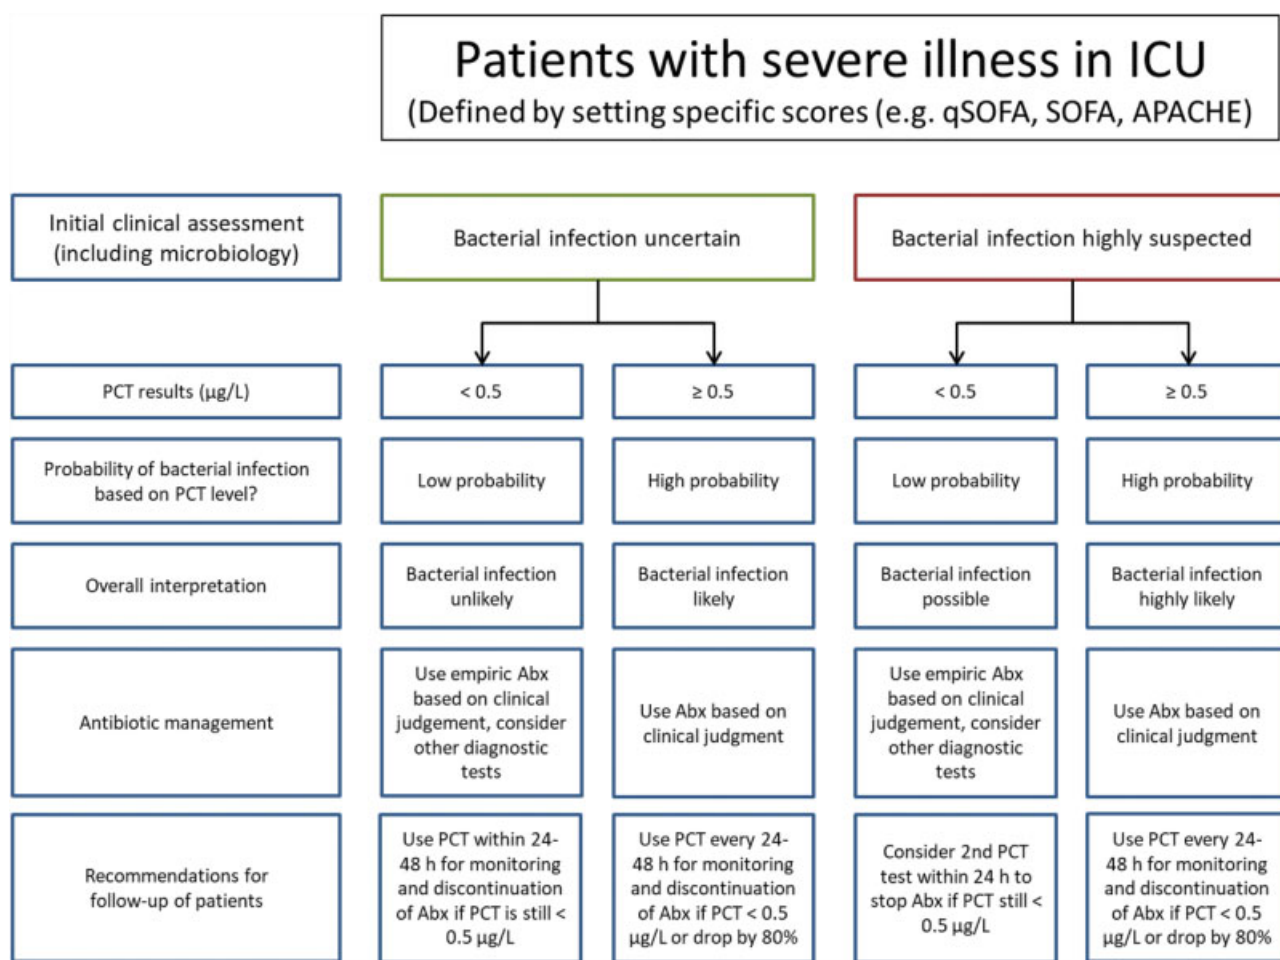 Patients with severe illness in ICU
(Defined by setting specific scores (e.g. qSOFA, SOFA, APACHE)
Initial clinical assessment
(including microbiology)
Bacterial infection uncertain
Bacterial infection highly suspected
PCT results (µg/L)
< 0.5
≥ 0.5
< 0.5
≥ 0.5
Probability of bacterial infection
based on PCT level?
Low probability
High probability
Low probability
High probability
Overall interpretation
Bacterial infection
unlikely
Bacterial infection
likely
Bacterial infection
possible
Bacterial infection
highly likely
Antibiotic management
Use empiric Abx
based on clinical
judgement, consider
other diagnostic
tests
Use Abx based on
clinical judgment
Use empiric Abx
based on clinical
judgement, consider
other diagnostic
tests
Use Abx based on
clinical judgment
Recommendations for
follow-up of patients
Use PCT within 24-
48 h for monitoring
and discontinuation
of Abx if PCT is still <
0.5 µg/L
Use PCT every 24-
48 h for monitoring
and discontinuation
of Abx if PCT < 0.5
µg/L or drop by 80%
Consider 2nd PCT
test within 24 h to
stop Abx if PCT still <
0.5 µg/L
Use PCT every 24-
48 h for monitoring
and discontinuation
of Abx if PCT < 0.5
µg/L or drop by 80%